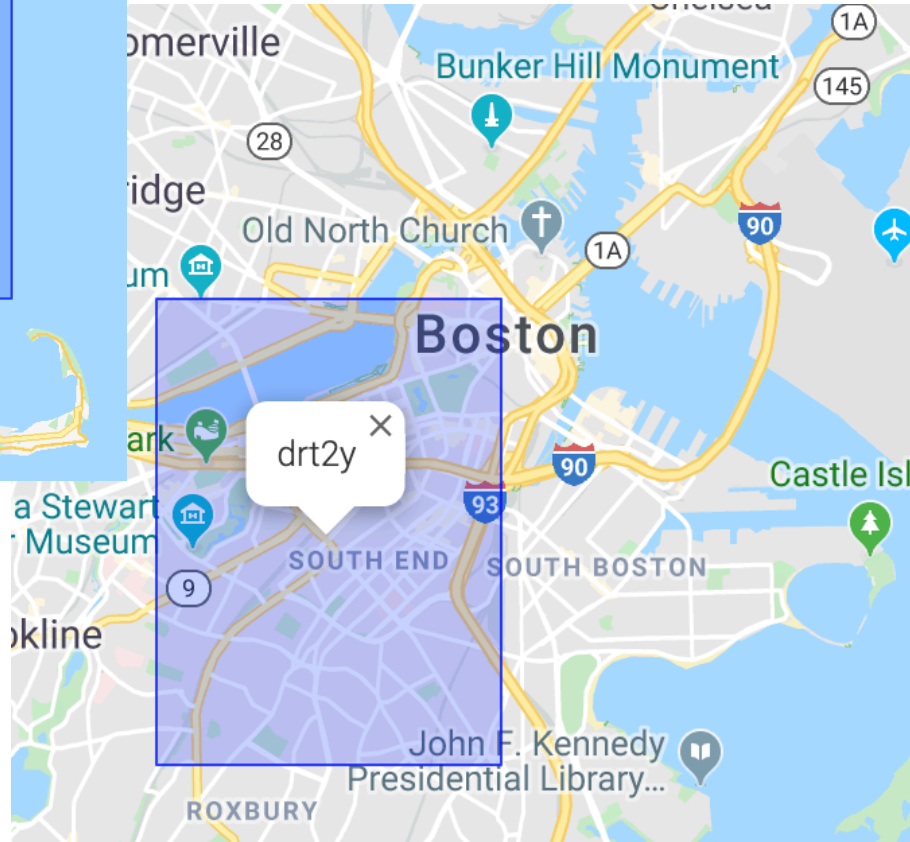 Chelsea
1A
omerville
Bunker Hill Monument
145
28
ridge
Old North Church
90
1A
um
Boston
ark
drt2y
90
Castle Isl
a Stewart
r Museum
93
SOUTH END
SOUTH BOSTON
9
okline
John F. Kennedy
Presidential Library...
ROXBURY